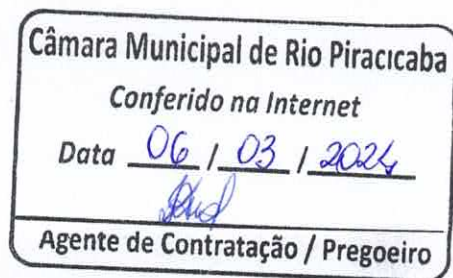 Câmara Municipal de Rio Piracicaba
Conferido na Internet
Data 06 / 03 / 2024
Agente de Contratação / Pregoeiro